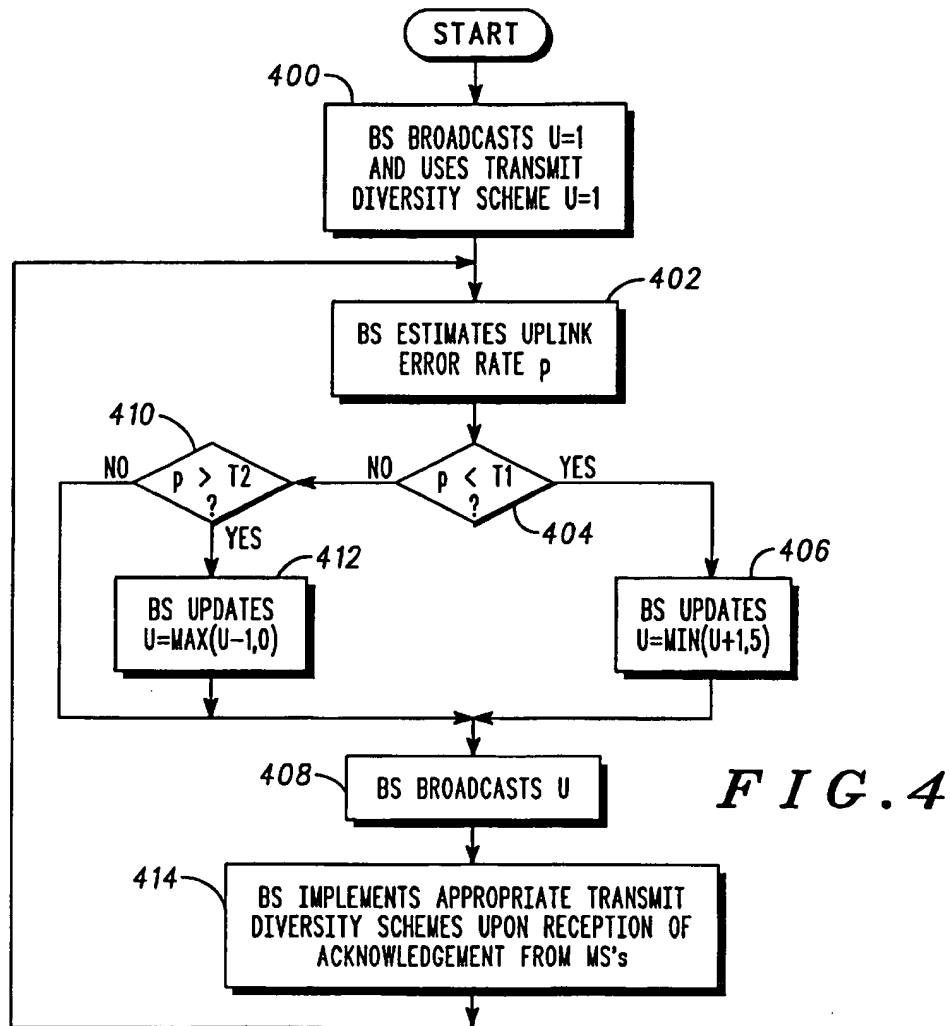 START
400
BS BROADCASTS U=1
AND USES TRANSMIT
DIVERSITY SCHEME U=1
402
BS ESTIMATES UPLINK
ERROR RATE p
410
NO
p > T2
?
YES
NO
p < T1
?
YES
404
412
BS UPDATES
U=MAX(U-1,0)
406
BS UPDATES
U=MIN(U+1,5)
408
BS BROADCASTS U
FIG.4
414
BS IMPLEMENTS APPROPRIATE TRANSMIT
DIVERSITY SCHEMES UPON RECEPTION OF
ACKNOWLEDGEMENT FROM MS's